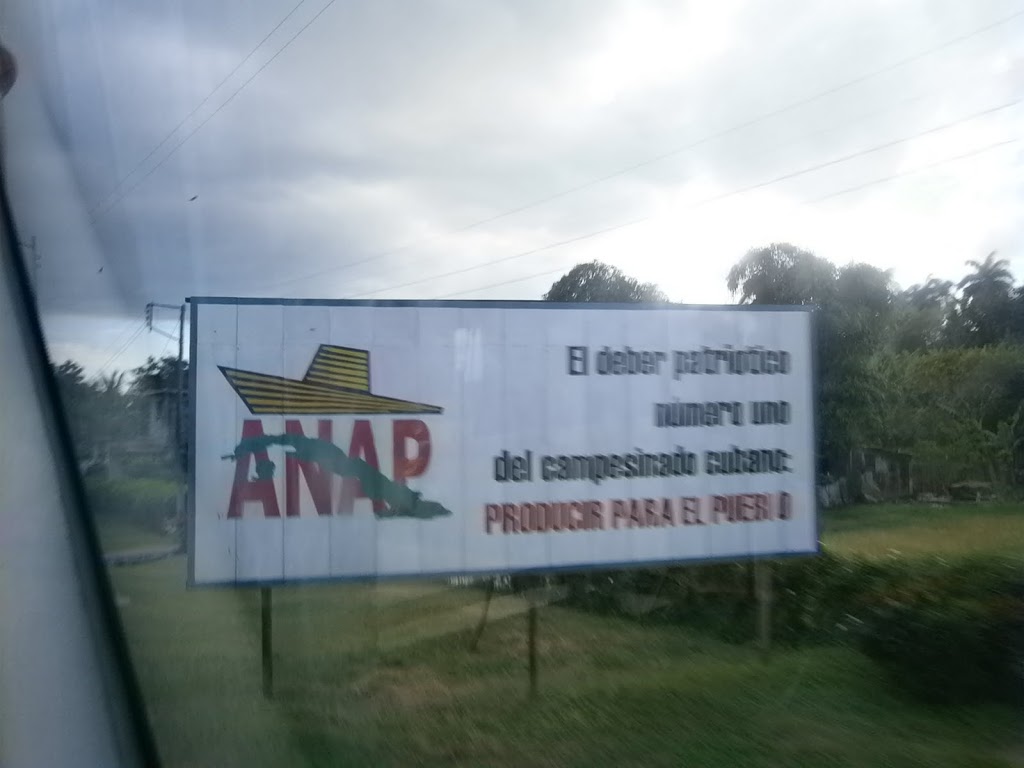 ANAP
El deber patriótico
número uno
del campesinado cubano:
PRODUCIR PARA EL PUEBLO